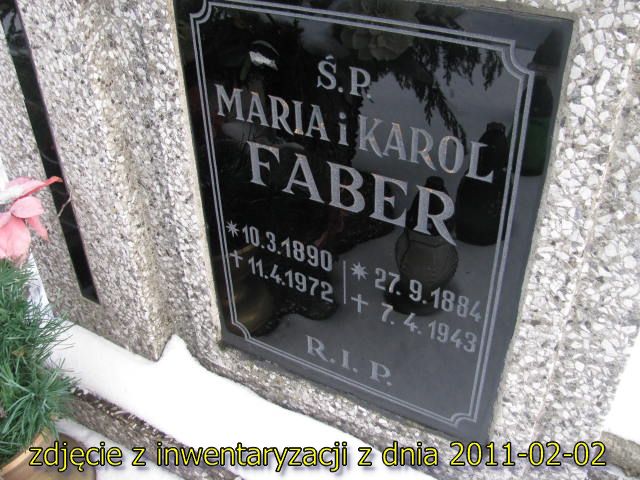 Ś.P.
MARIA i KAROL
FABER
* 10.3.1890 | * 27.9.1884
† 11.4.1972 | † 7.4.1943
R.I.P.
zdjęcie z inwentaryzacji z dnia 2011-02-02